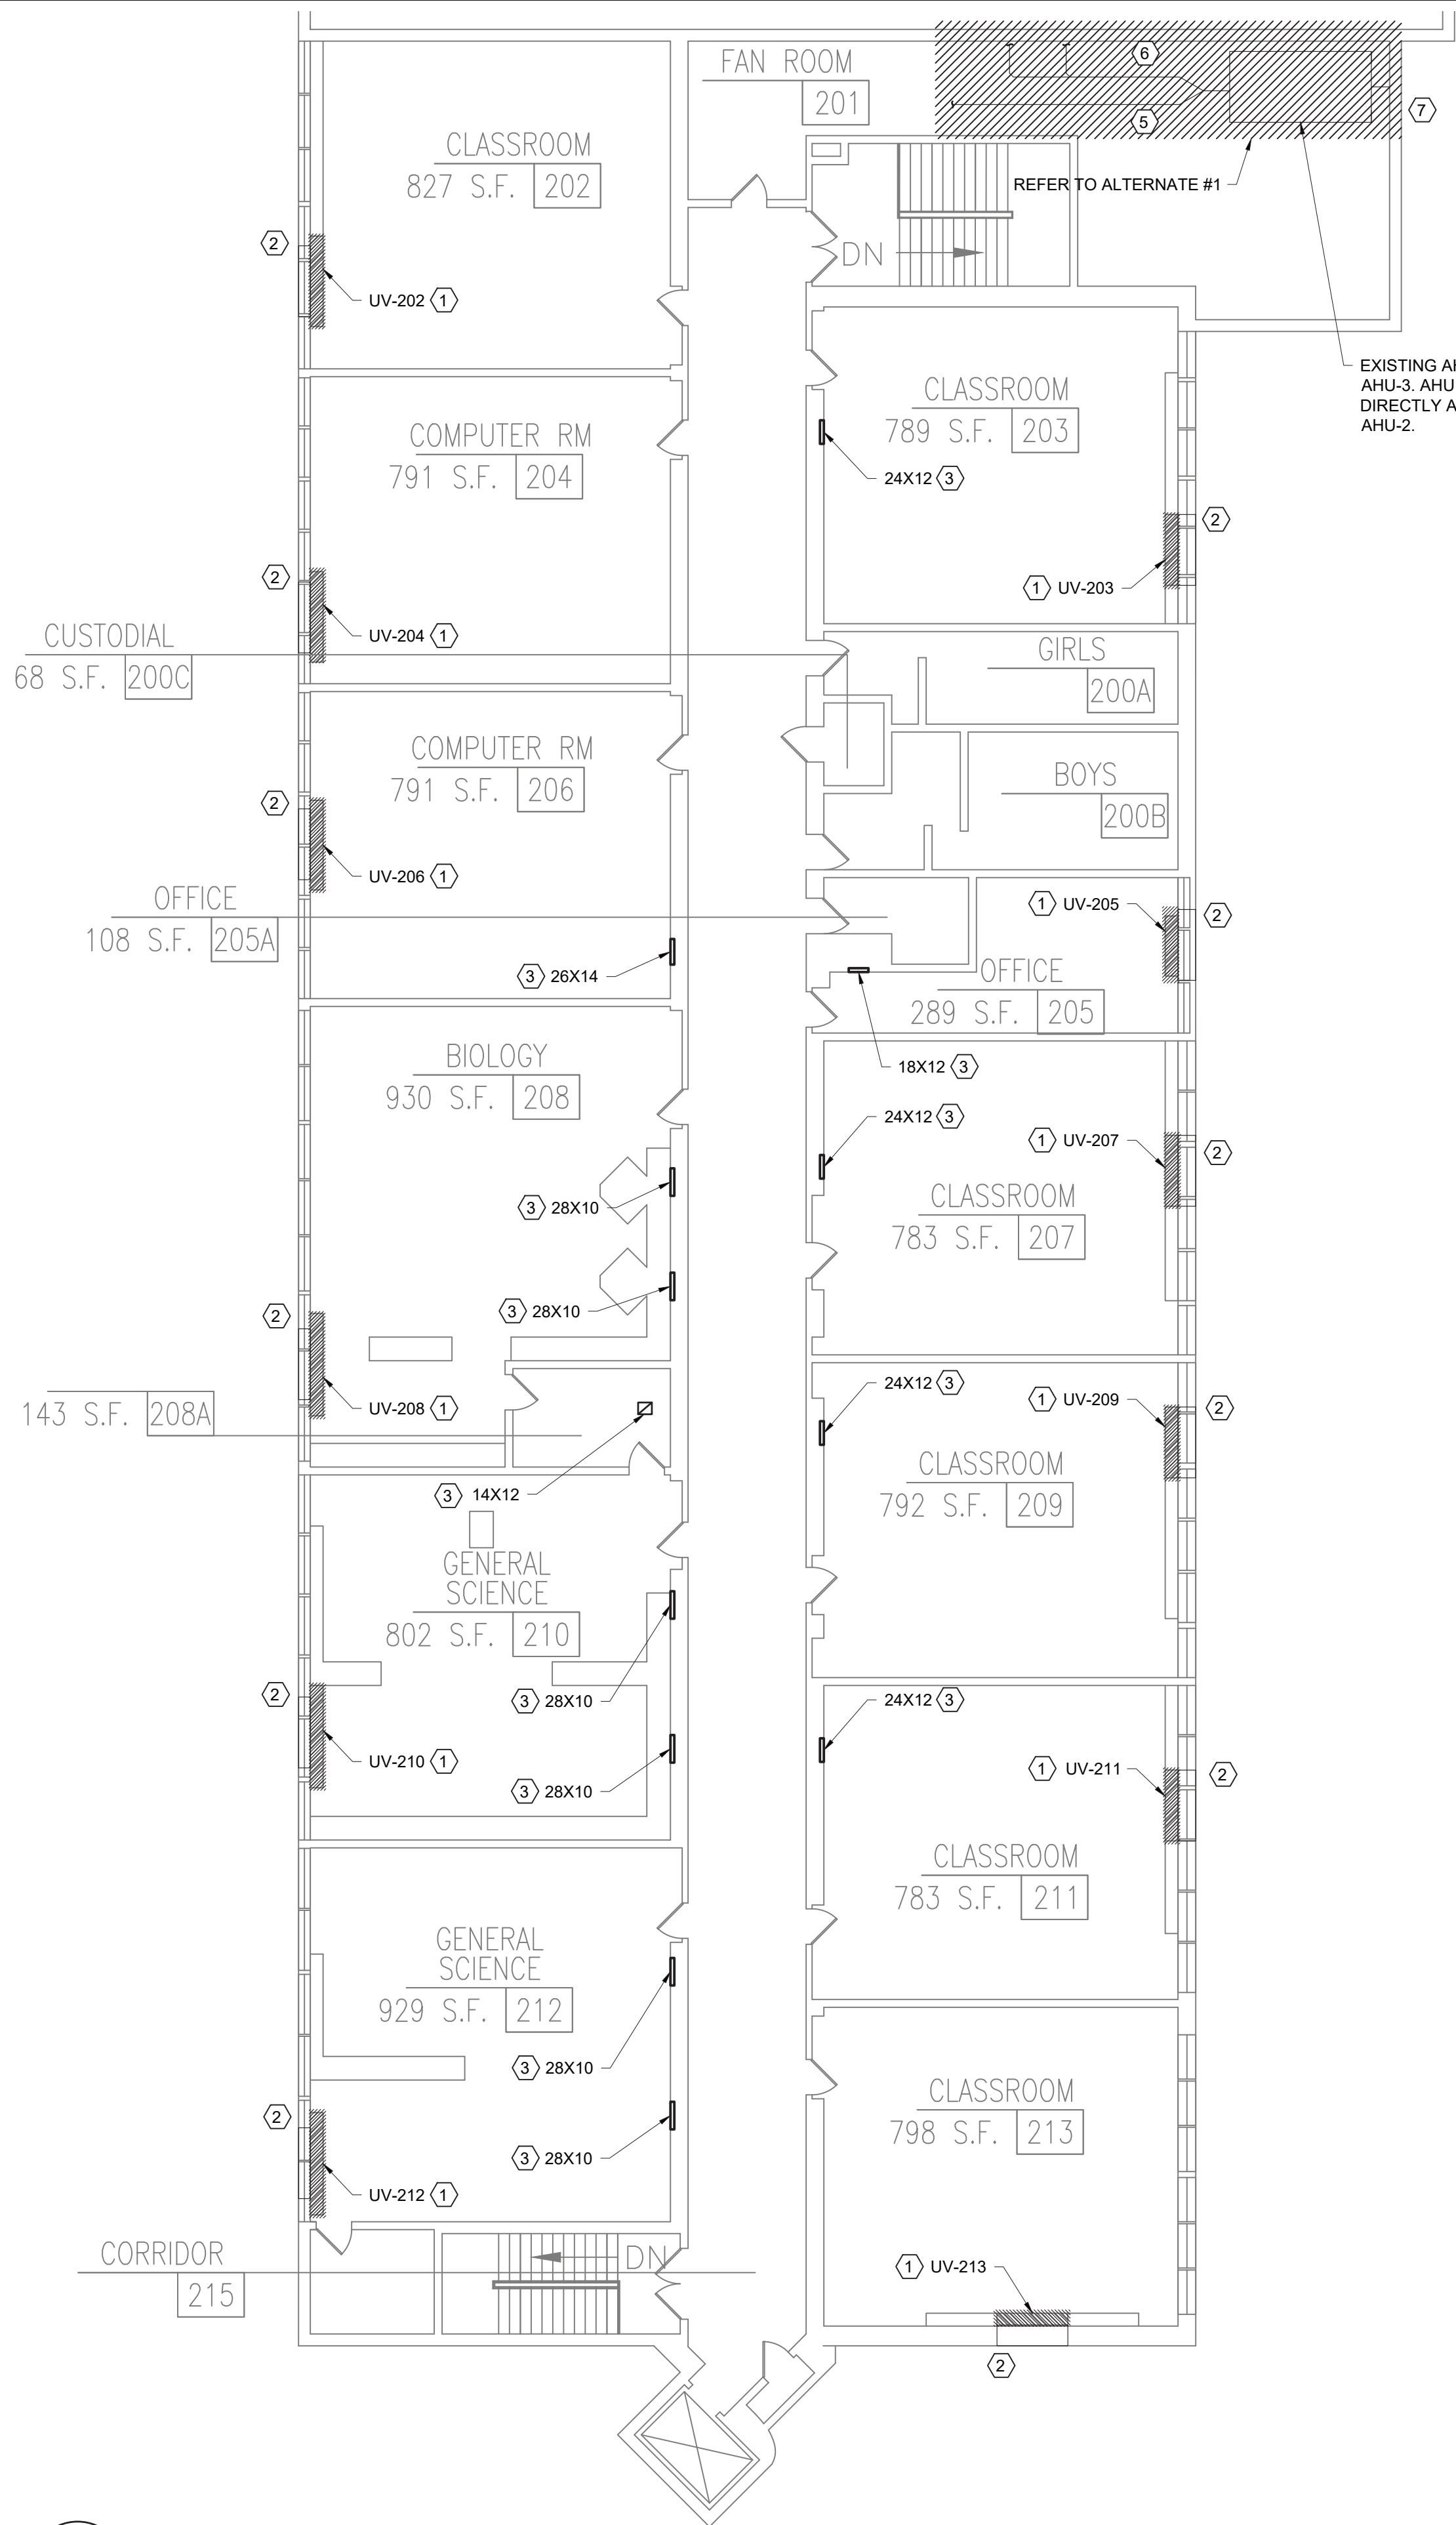 FAN ROOM
201
6
5
7
REFER TO ALTERNATE #1
CLASSROOM
827 S.F. 202
DN
2
UV-202 1
EXISTING
AHU-3. AHU
DIRECTLY
AHU-2.
CLASSROOM
789 S.F. 203
24X12 3
2
1 UV-203
COMPUTER RM
791 S.F. 204
2
UV-204 1
CUSTODIAL
68 S.F. 200C
GIRLS
200A
COMPUTER RM
791 S.F. 206
BOYS
200B
2
UV-206 1
OFFICE
108 S.F. 205A
1 UV-205
2
3 26X14
OFFICE
289 S.F. 205
18X12 3
BIOLOGY
930 S.F. 208
24X12 3
1 UV-207
2
3 28X10
CLASSROOM
783 S.F. 207
3 28X10
2
UV-208 1
143 S.F. 208A
24X12 3
1 UV-209
2
CLASSROOM
792 S.F. 209
3 14X12
GENERAL
SCIENCE
802 S.F. 210
2
3 28X10
UV-210 1
3 28X10
24X12 3
1 UV-211
2
CLASSROOM
783 S.F. 211
GENERAL
SCIENCE
929 S.F. 212
3 28X10
2
3 28X10
UV-212 1
CLASSROOM
798 S.F. 213
CORRIDOR
215
DN
1 UV-213
2